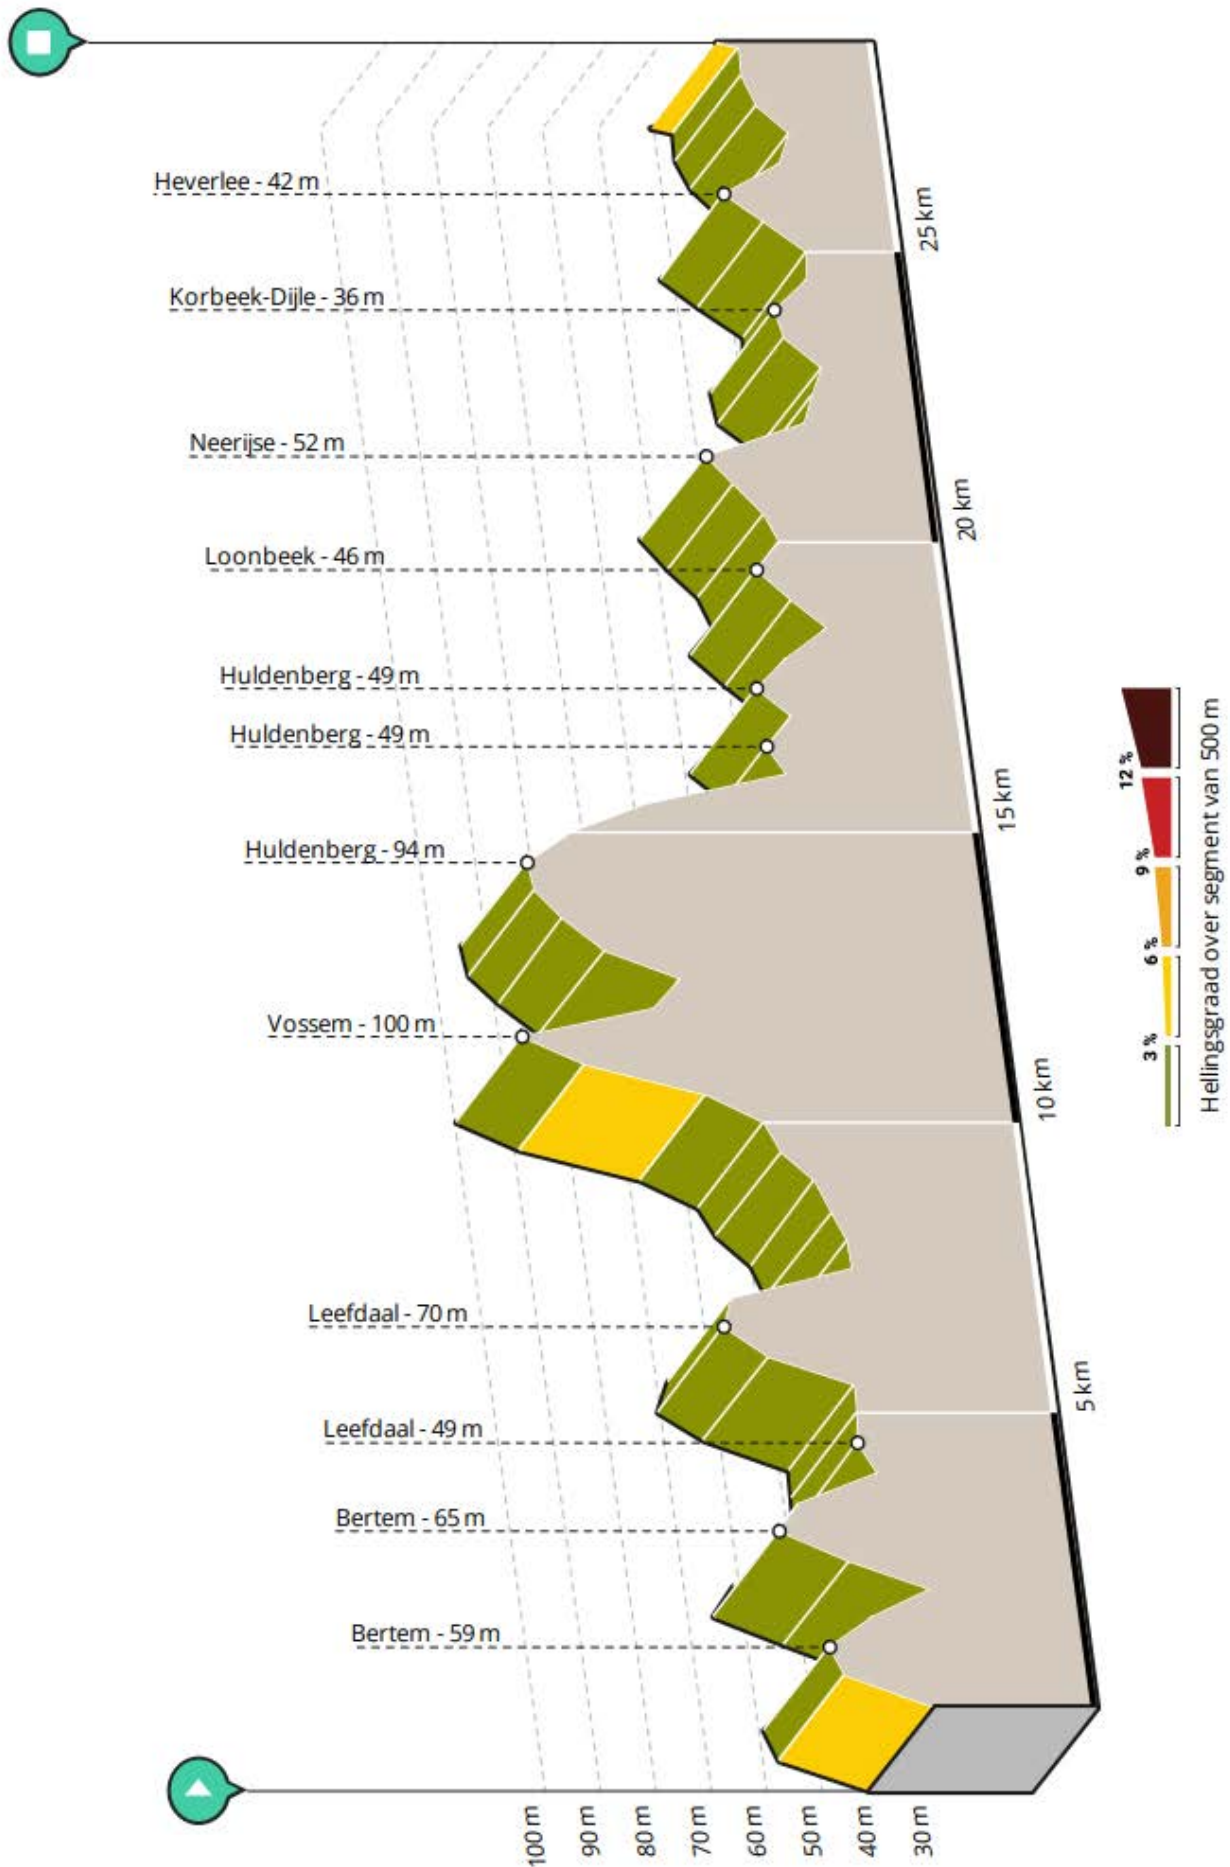 Heverlee - 42 m
Korbeek-Dijle - 36 m
Neerijse - 52 m
Loonbeek - 46 m
Huldenberg - 49 m
Huldenberg - 49 m
Huldenberg - 94 m
Vossem - 100 m
Leefdaal - 70 m
Leefdaal - 49 m
Bertem - 65 m
Bertem - 59 m
100 m
90 m
80 m
70 m
60 m
50 m
40 m
30 m
5 km
10 km
15 km
20 km
25 km
3 %
6 %
9 %
12 %
Hellingsgraad over segment van 500 m